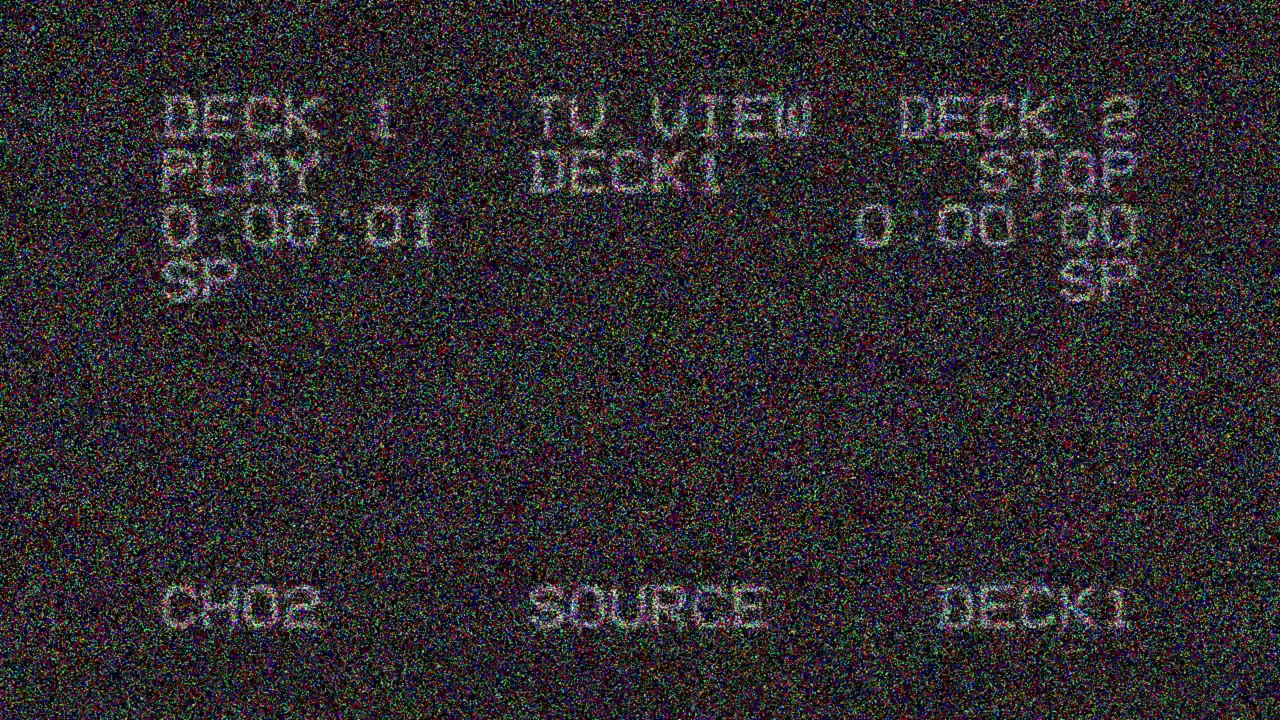 DECK 1 TV VIEW DECK 2
PLAY DECK1 STOP
0:00:01 0:00:00
SP SP
CH02 SOURCE DECK1